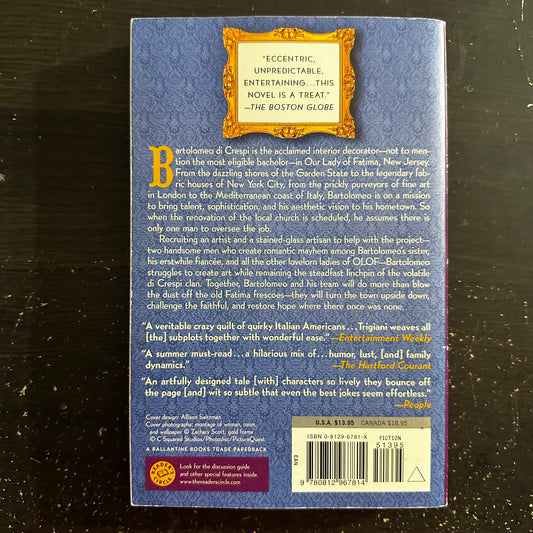 "ECCENTRIC,
UNPREDICTABLE,
ENTERTAINING...THIS
NOVEL IS A TREAT."
—THE BOSTON GLOBE
Bartolomeo di Crespi is the acclaimed interior decorator—not to men-
tion the most eligible bachelor—in Our Lady of Fatima, New Jersey.
From the dazzling shores of the Garden State to the legendary fab-
ric houses of New York City, from the prickly purveyors of fine art
in London to the Mediterranean coast of Italy, Bartolomeo is on a mission
to bring talent, sophistication, and his aesthetic vision to his hometown. So
when the renovation of the local church is scheduled, he assumes there is
only one man to oversee the job.
Recruiting an artist and a stained-glass artisan to help with the project—
two handsome men who create romantic mayhem among Bartolomeo's sister,
his erstwhile fiancée, and all the other lovelorn ladies of OLOF—Bartolomeo
struggles to create art while remaining the steadfast linchpin of the volatile
di Crespi clan. Together, Bartolomeo and his team will do more than blow
the dust off the old Fatima frescoes—they will turn the town upside down,
challenge the faithful, and restore hope where there once was none.
"A veritable crazy quilt of quirky Italian Americans...Trigiani weaves all
[the] subplots together with wonderful ease."—Entertainment Weekly
"A summer must-read...a hilarious mix of...humor, lust, [and] family
dynamics."
—The Hartford Courant
"An artfully designed tale [with] characters so lively they bounce off
the page [and] wit so subtle that even the best jokes seem effortless."
—People
Cover design: Allison Saltzman
Cover photographs: montage of woman, room,
and wallpaper © Zachary Scott; gold frame
© C Squared Studios/Photodisc/PictureQuest
A BALLANTINE BOOKS TRADE PAPERBACK
READER'S CIRCLE
Look for the discussion guide
and other special features inside.
www.thereaderscircle.com
U.S.A. $13.95 CANADA $18.95
ISBN 0-8129-6781-X FICTION
51395
EAN
9 780812 967814